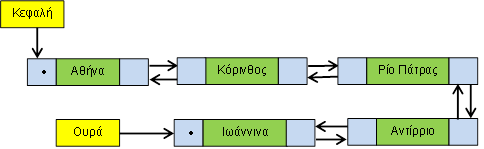 Κεφαλή
Αθήνα
Κόρινθος
Ρίο Πάτρας
Ουρά
Ιωάννινα
Αντίρριο